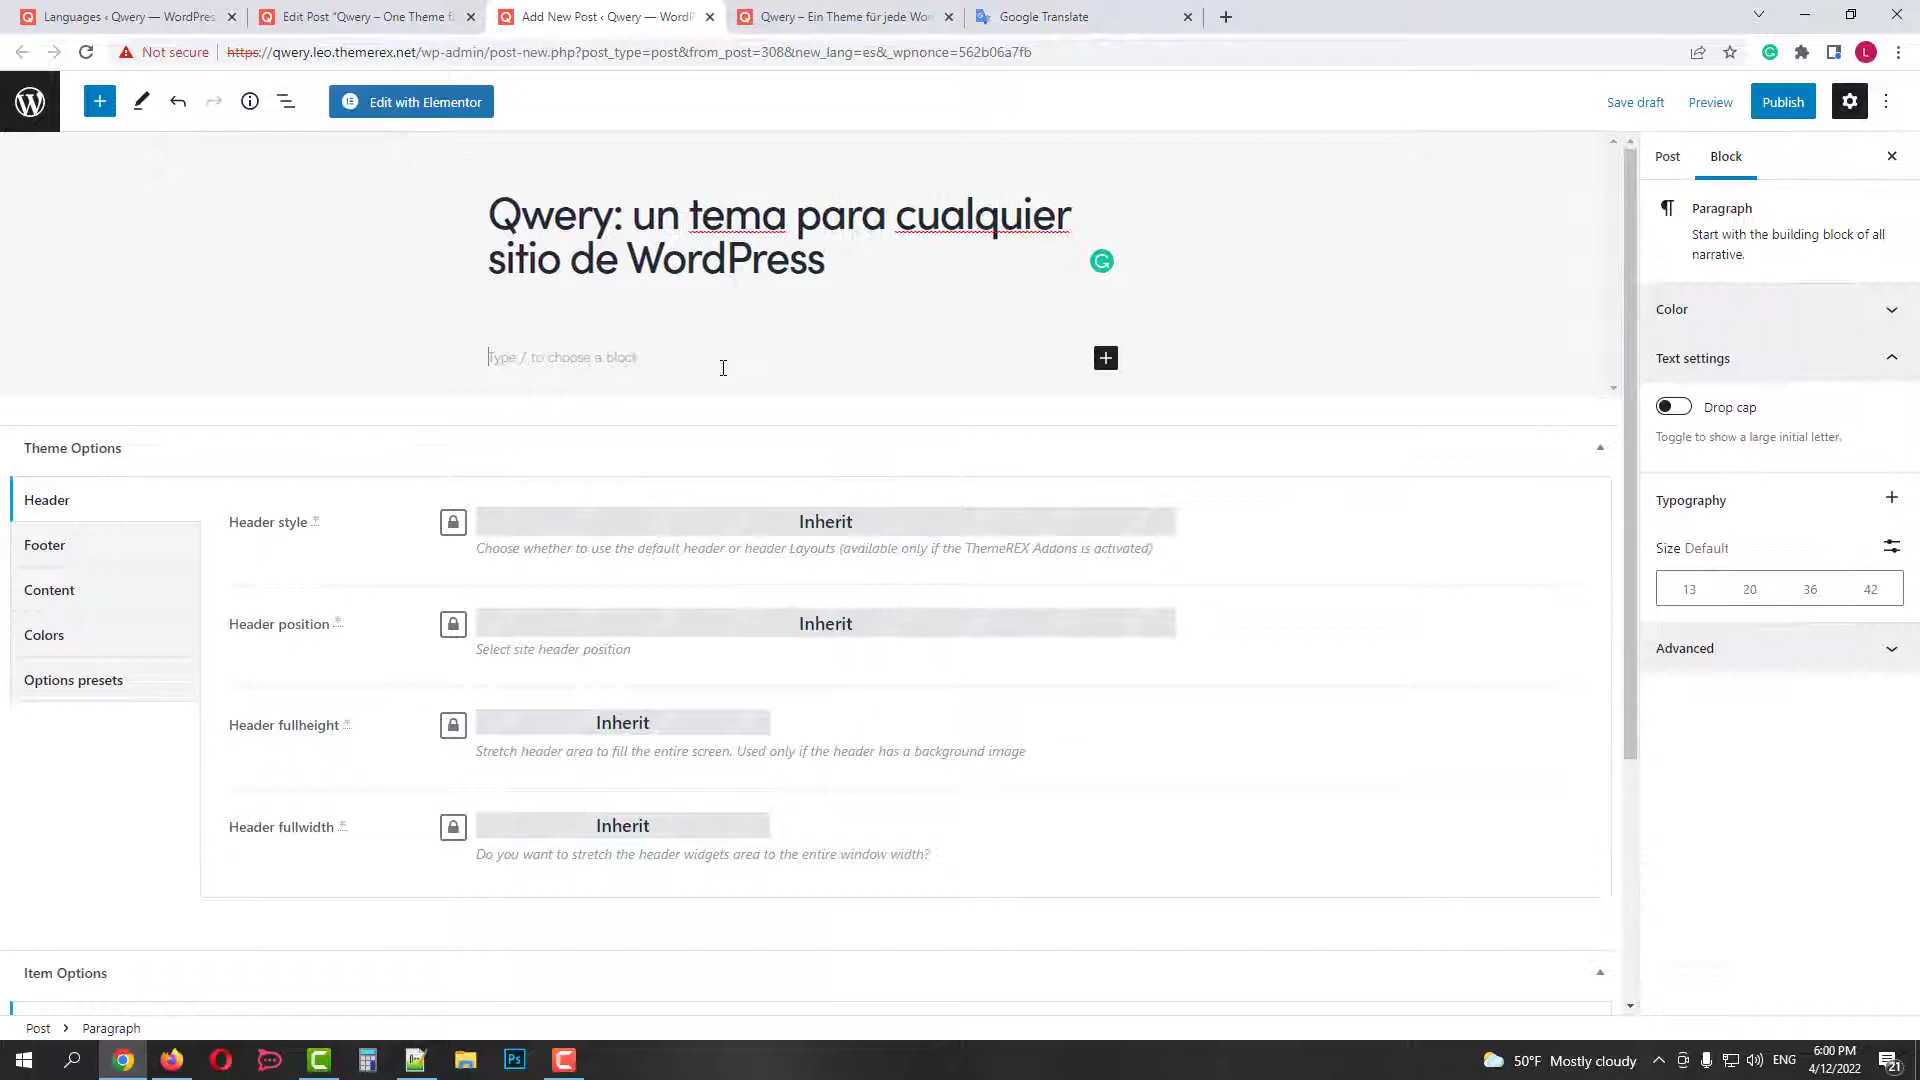 Languages ‹ Qwery — WordPres
Edit Post "Qwery – One Theme f
Add New Post ‹ Qwery — WordP
Qwery – Ein Theme für jede Wor
Google Translate
Not secure
https://qwery.leo.themerex.net/wp-admin/post-new.php?post_type=post&from_post=308&new_lang=es&_wpnonce=562b06a7fb
L
Edit with Elementor
Save draft
Preview
Publish
Qwery: un tema para cualquier
sitio de WordPress
Type / to choose a block
Post
Block
Paragraph
Start with the building block of all
narrative.
Color
Text settings
Drop cap
Toggle to show a large initial letter.
Typography
Size Default
13 20 36 42
Advanced
Theme Options
Header
Footer
Content
Colors
Options presets
Header style *
Inherit
Choose whether to use the default header or header Layouts (available only if the ThemeREX Addons is activated)
Header position *
Inherit
Select site header position
Header fullheight *
Inherit
Stretch header area to fill the entire screen. Used only if the header has a background image
Header fullwidth *
Inherit
Do you want to stretch the header widgets area to the entire window width?
Item Options
Post
Paragraph
50°F Mostly cloudy
ENG
6:00 PM
4/12/2022
21